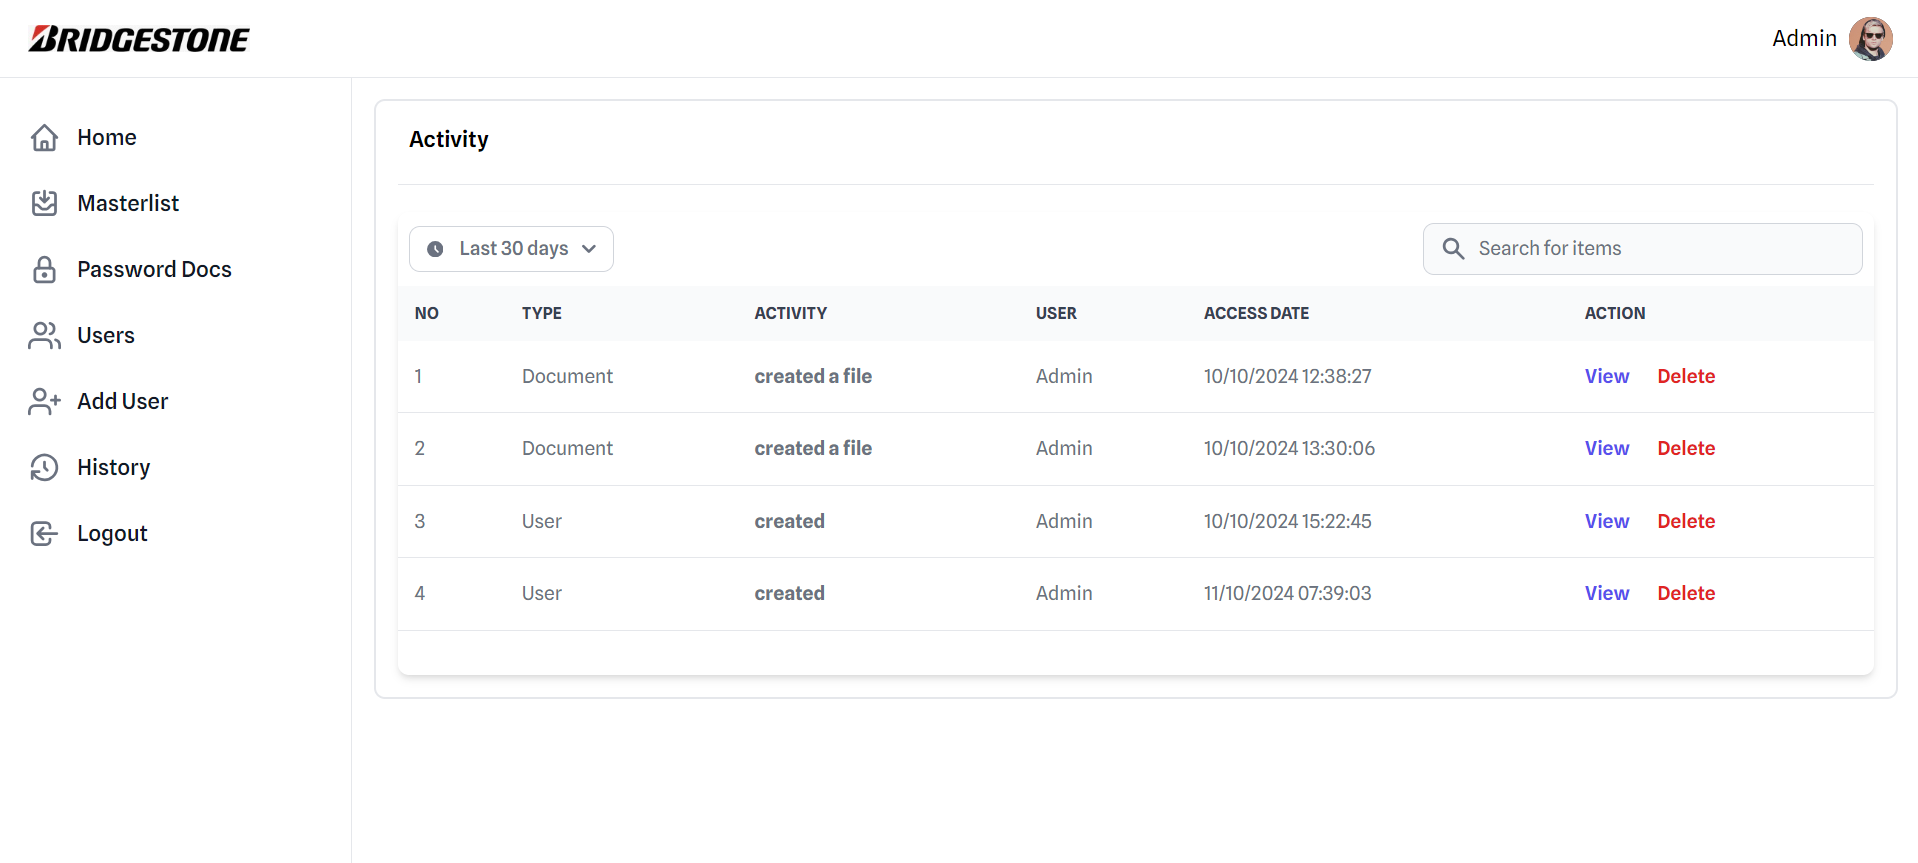 BRIDGESTONE
Admin
Home
Masterlist
Password Docs
Users
Add User
History
Logout
Activity
Last 30 days
Search for items
NO TYPE ACTIVITY USER ACCESS DATE ACTION
1 Document created a file Admin 10/10/2024 12:38:27 View Delete
2 Document created a file Admin 10/10/2024 13:30:06 View Delete
3 User created Admin 10/10/2024 15:22:45 View Delete
4 User created Admin 11/10/2024 07:39:03 View Delete